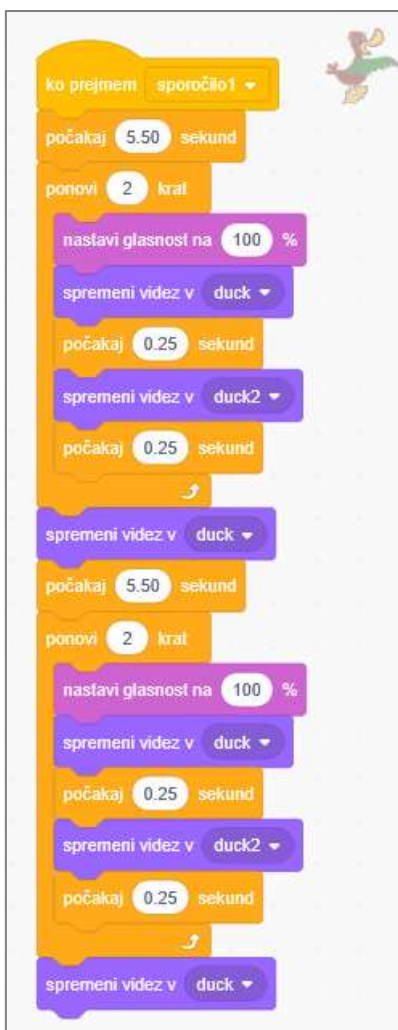 ko prejmem sporočilo1
počakaj 5.50 sekund
ponovi 2 krat
nastavi glasnost na 100 %
spremeni videz v duck
počakaj 0.25 sekund
spremeni videz v duck2
počakaj 0.25 sekund
spremeni videz v duck
počakaj 5.50 sekund
ponovi 2 krat
nastavi glasnost na 100 %
spremeni videz v duck
počakaj 0.25 sekund
spremeni videz v duck2
počakaj 0.25 sekund
spremeni videz v duck